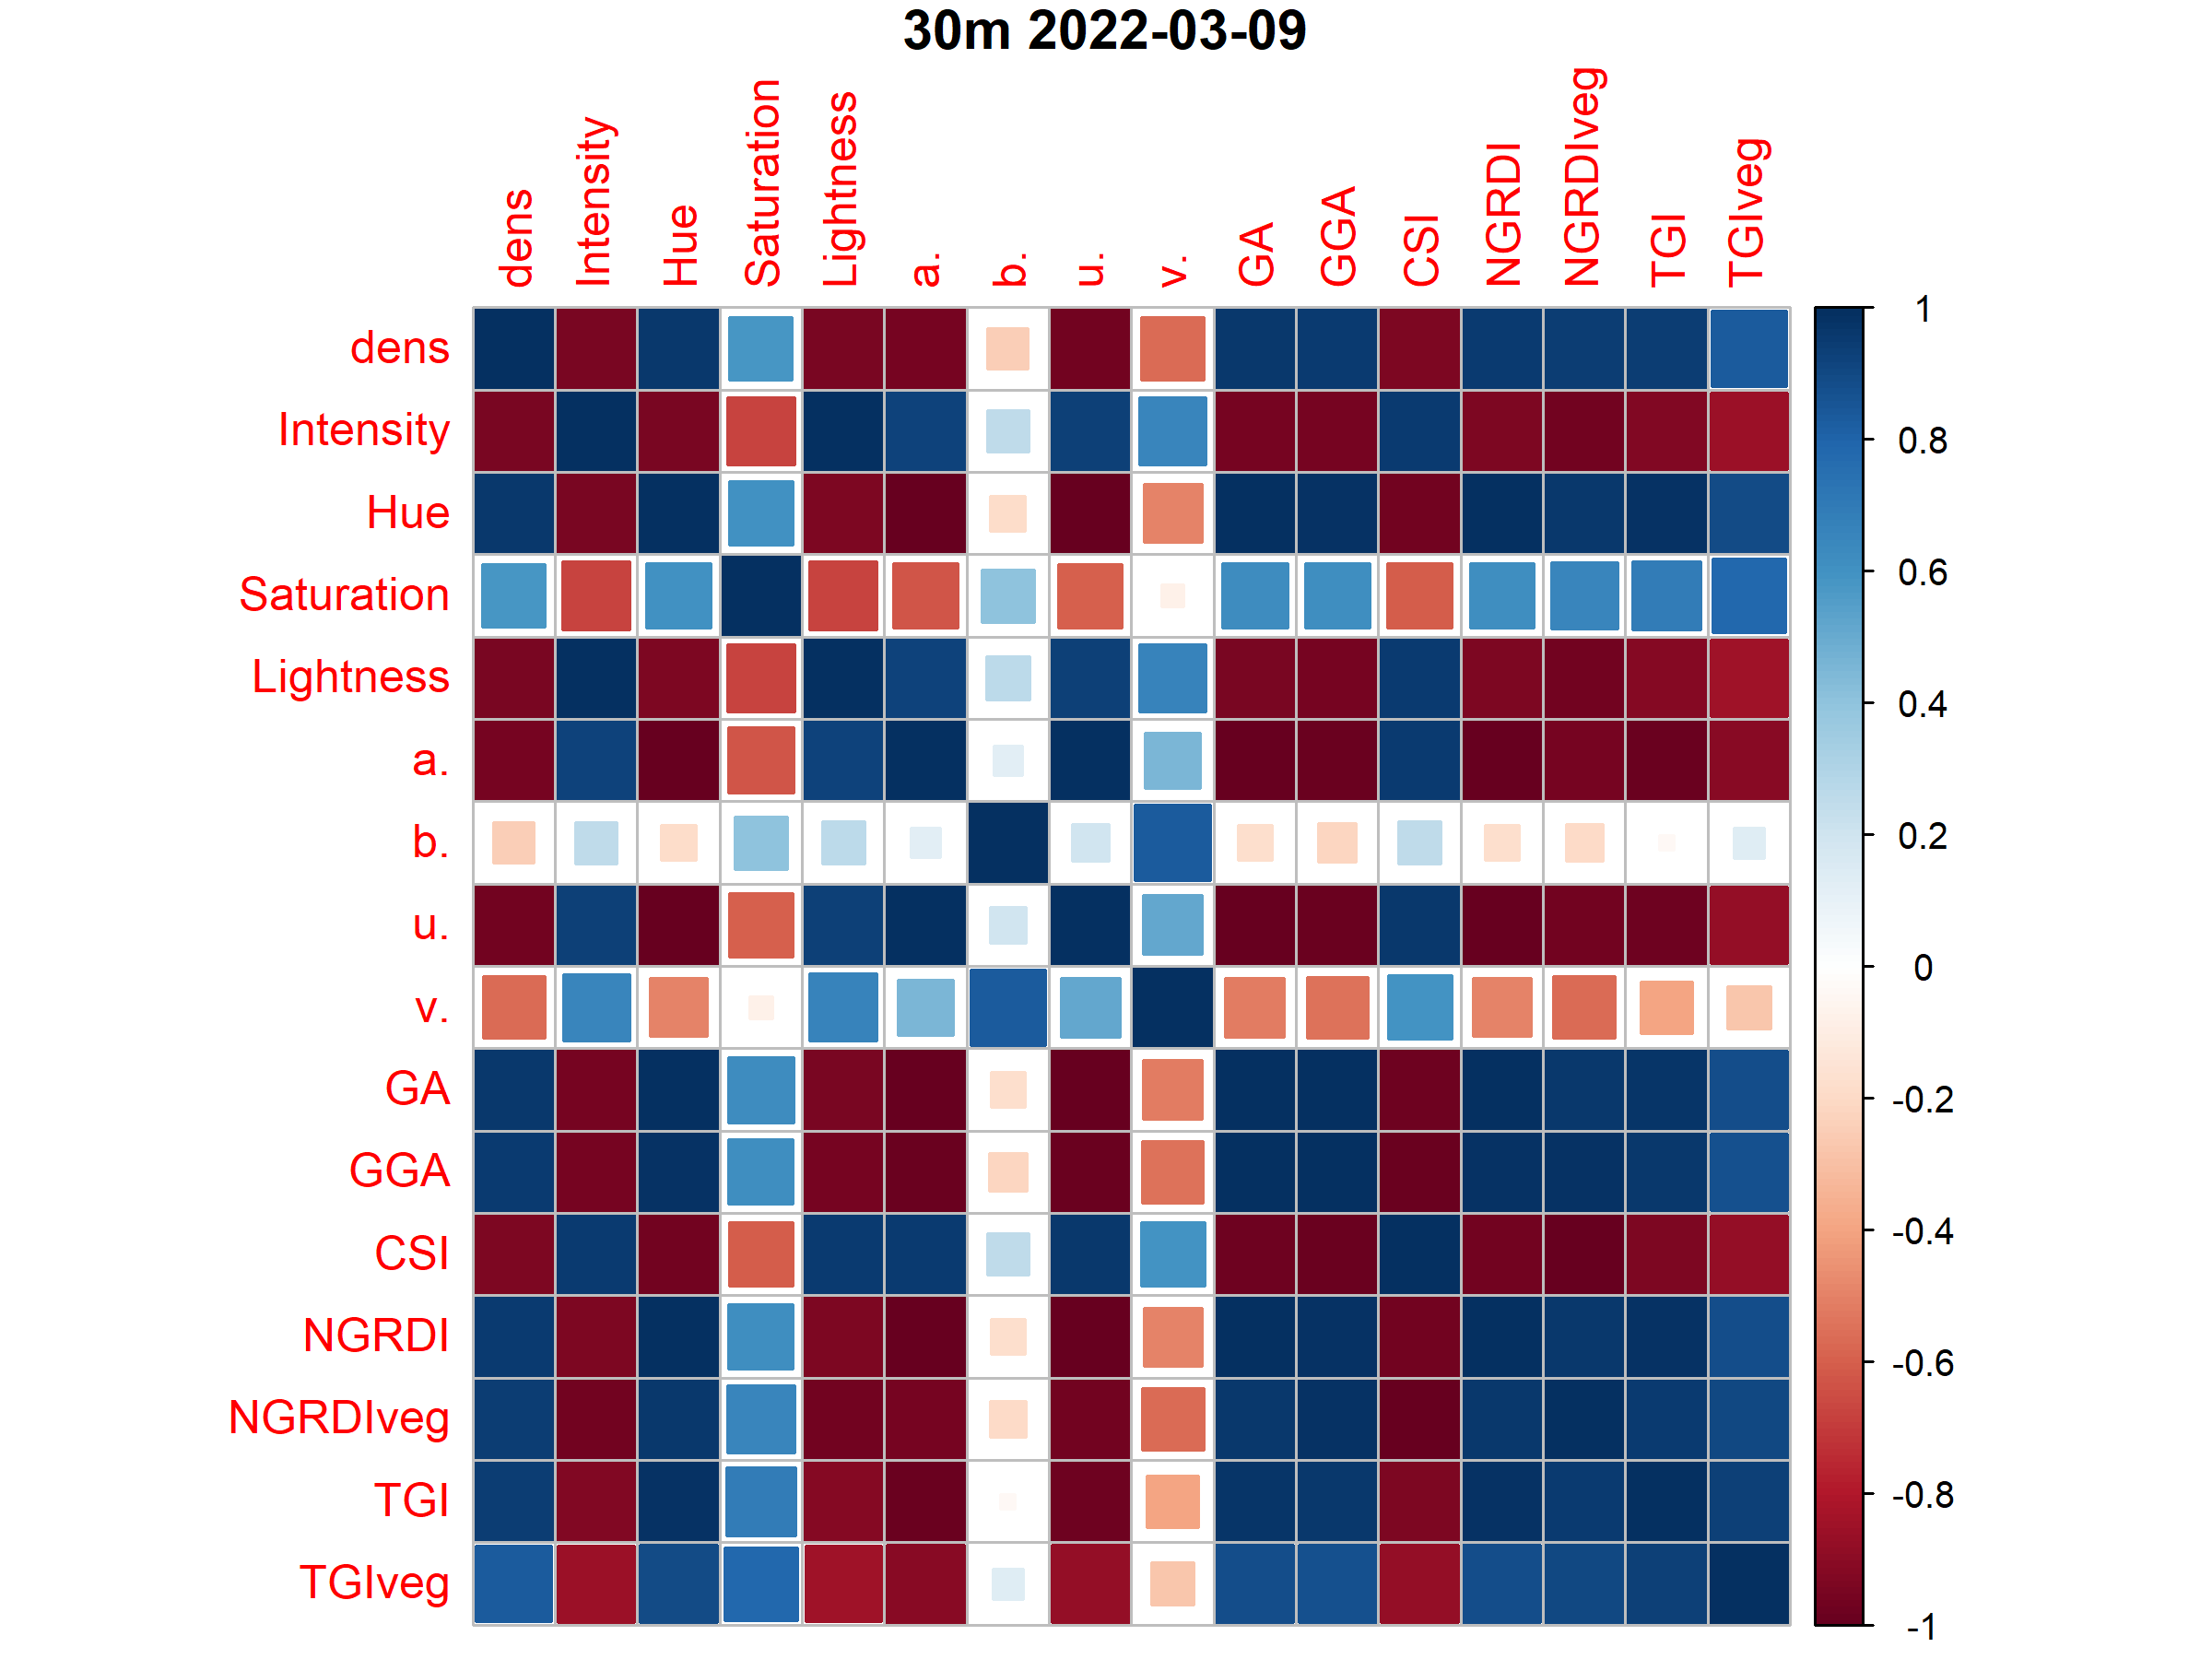 30m 2022-03-09
dens Intensity Hue Saturation Lightness a. b. u. v. GA GGA CSI NGRDI NGRDIveg TGI TGIveg
dens
Intensity
Hue
Saturation
Lightness
a.
b.
u.
v.
GA
GGA
CSI
NGRDI
NGRDIveg
TGI
TGIveg
1
0.8
0.6
0.4
0.2
0
-0.2
-0.4
-0.6
-0.8
-1